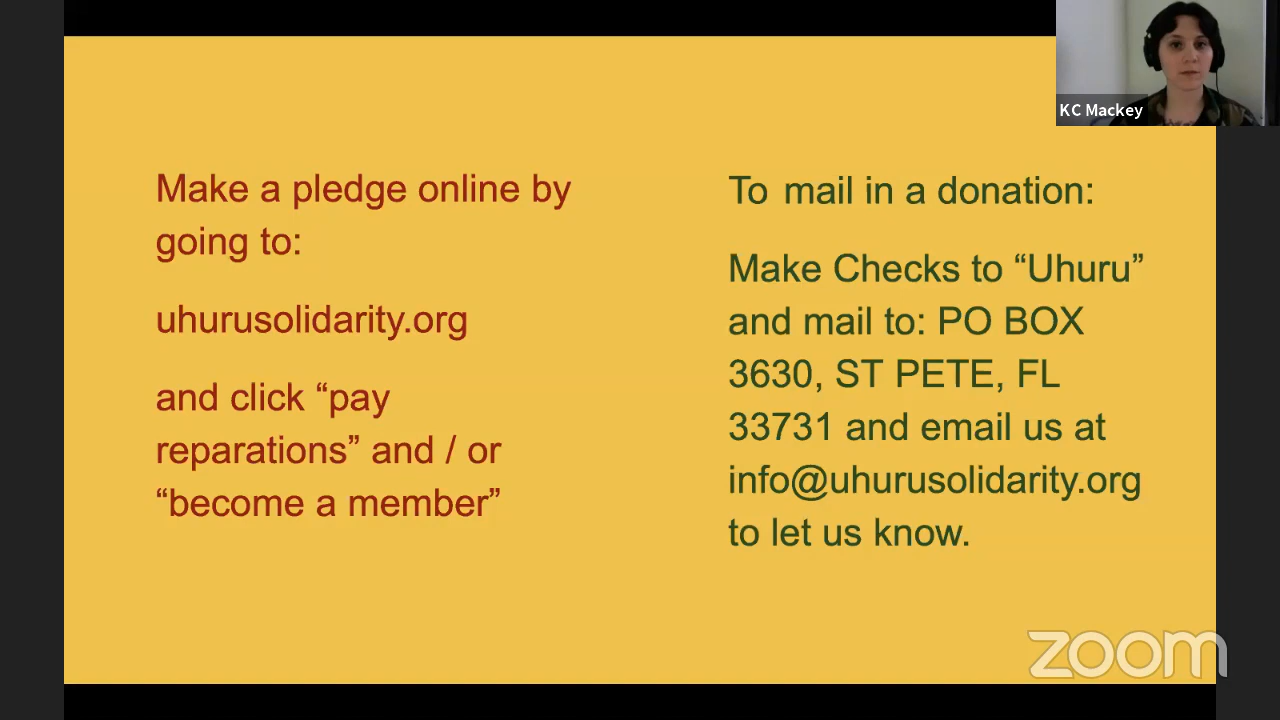 Make a pledge online by
going to:
uhurusolidarity.org
and click “pay
reparations” and / or
“become a member”
To mail in a donation:
Make Checks to “Uhuru”
and mail to: PO BOX
3630, ST PETE, FL
33731 and email us at
info@uhurusolidarity.org
to let us know.
KC Mackey
zoom